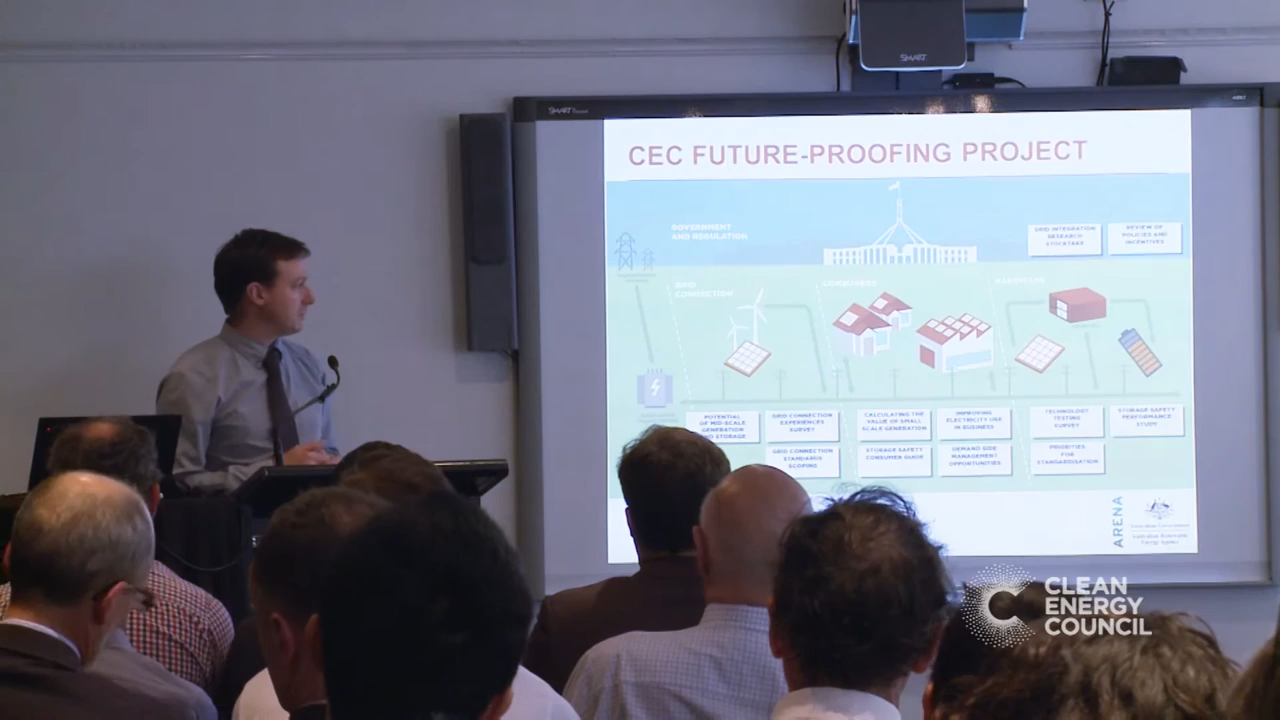 SMART
SMART
CEC FUTURE-PROOFING PROJECT
GOVERNMENT
AND REGULATION
GRID INTEGRATION
RESEARCH
STOCKTAKE
REVIEW OF
POLICIES AND
INCENTIVES
GRID
CONNECTION
CONSUMERS
HARDWARE
POTENTIAL
OF MID-SCALE
GENERATION
AND STORAGE
GRID CONNECTION
EXPERIENCES
SURVEY
CALCULATING THE
VALUE OF SMALL
SCALE GENERATION
IMPROVING
ELECTRICITY USE
IN BUSINESS
TECHNOLOGY
TESTING
SURVEY
STORAGE SAFETY
PERFORMANCE
STUDY
GRID CONNECTION
STANDARDS
SCOPING
STORAGE SAFETY
CONSUMER GUIDE
DEMAND SIDE
MANAGEMENT
OPPORTUNITIES
PRIORITIES
FOR
STANDARDISATION
ARENA
Australian Government
Australian Renewable
Energy Agency
CLEAN
ENERGY
COUNCIL